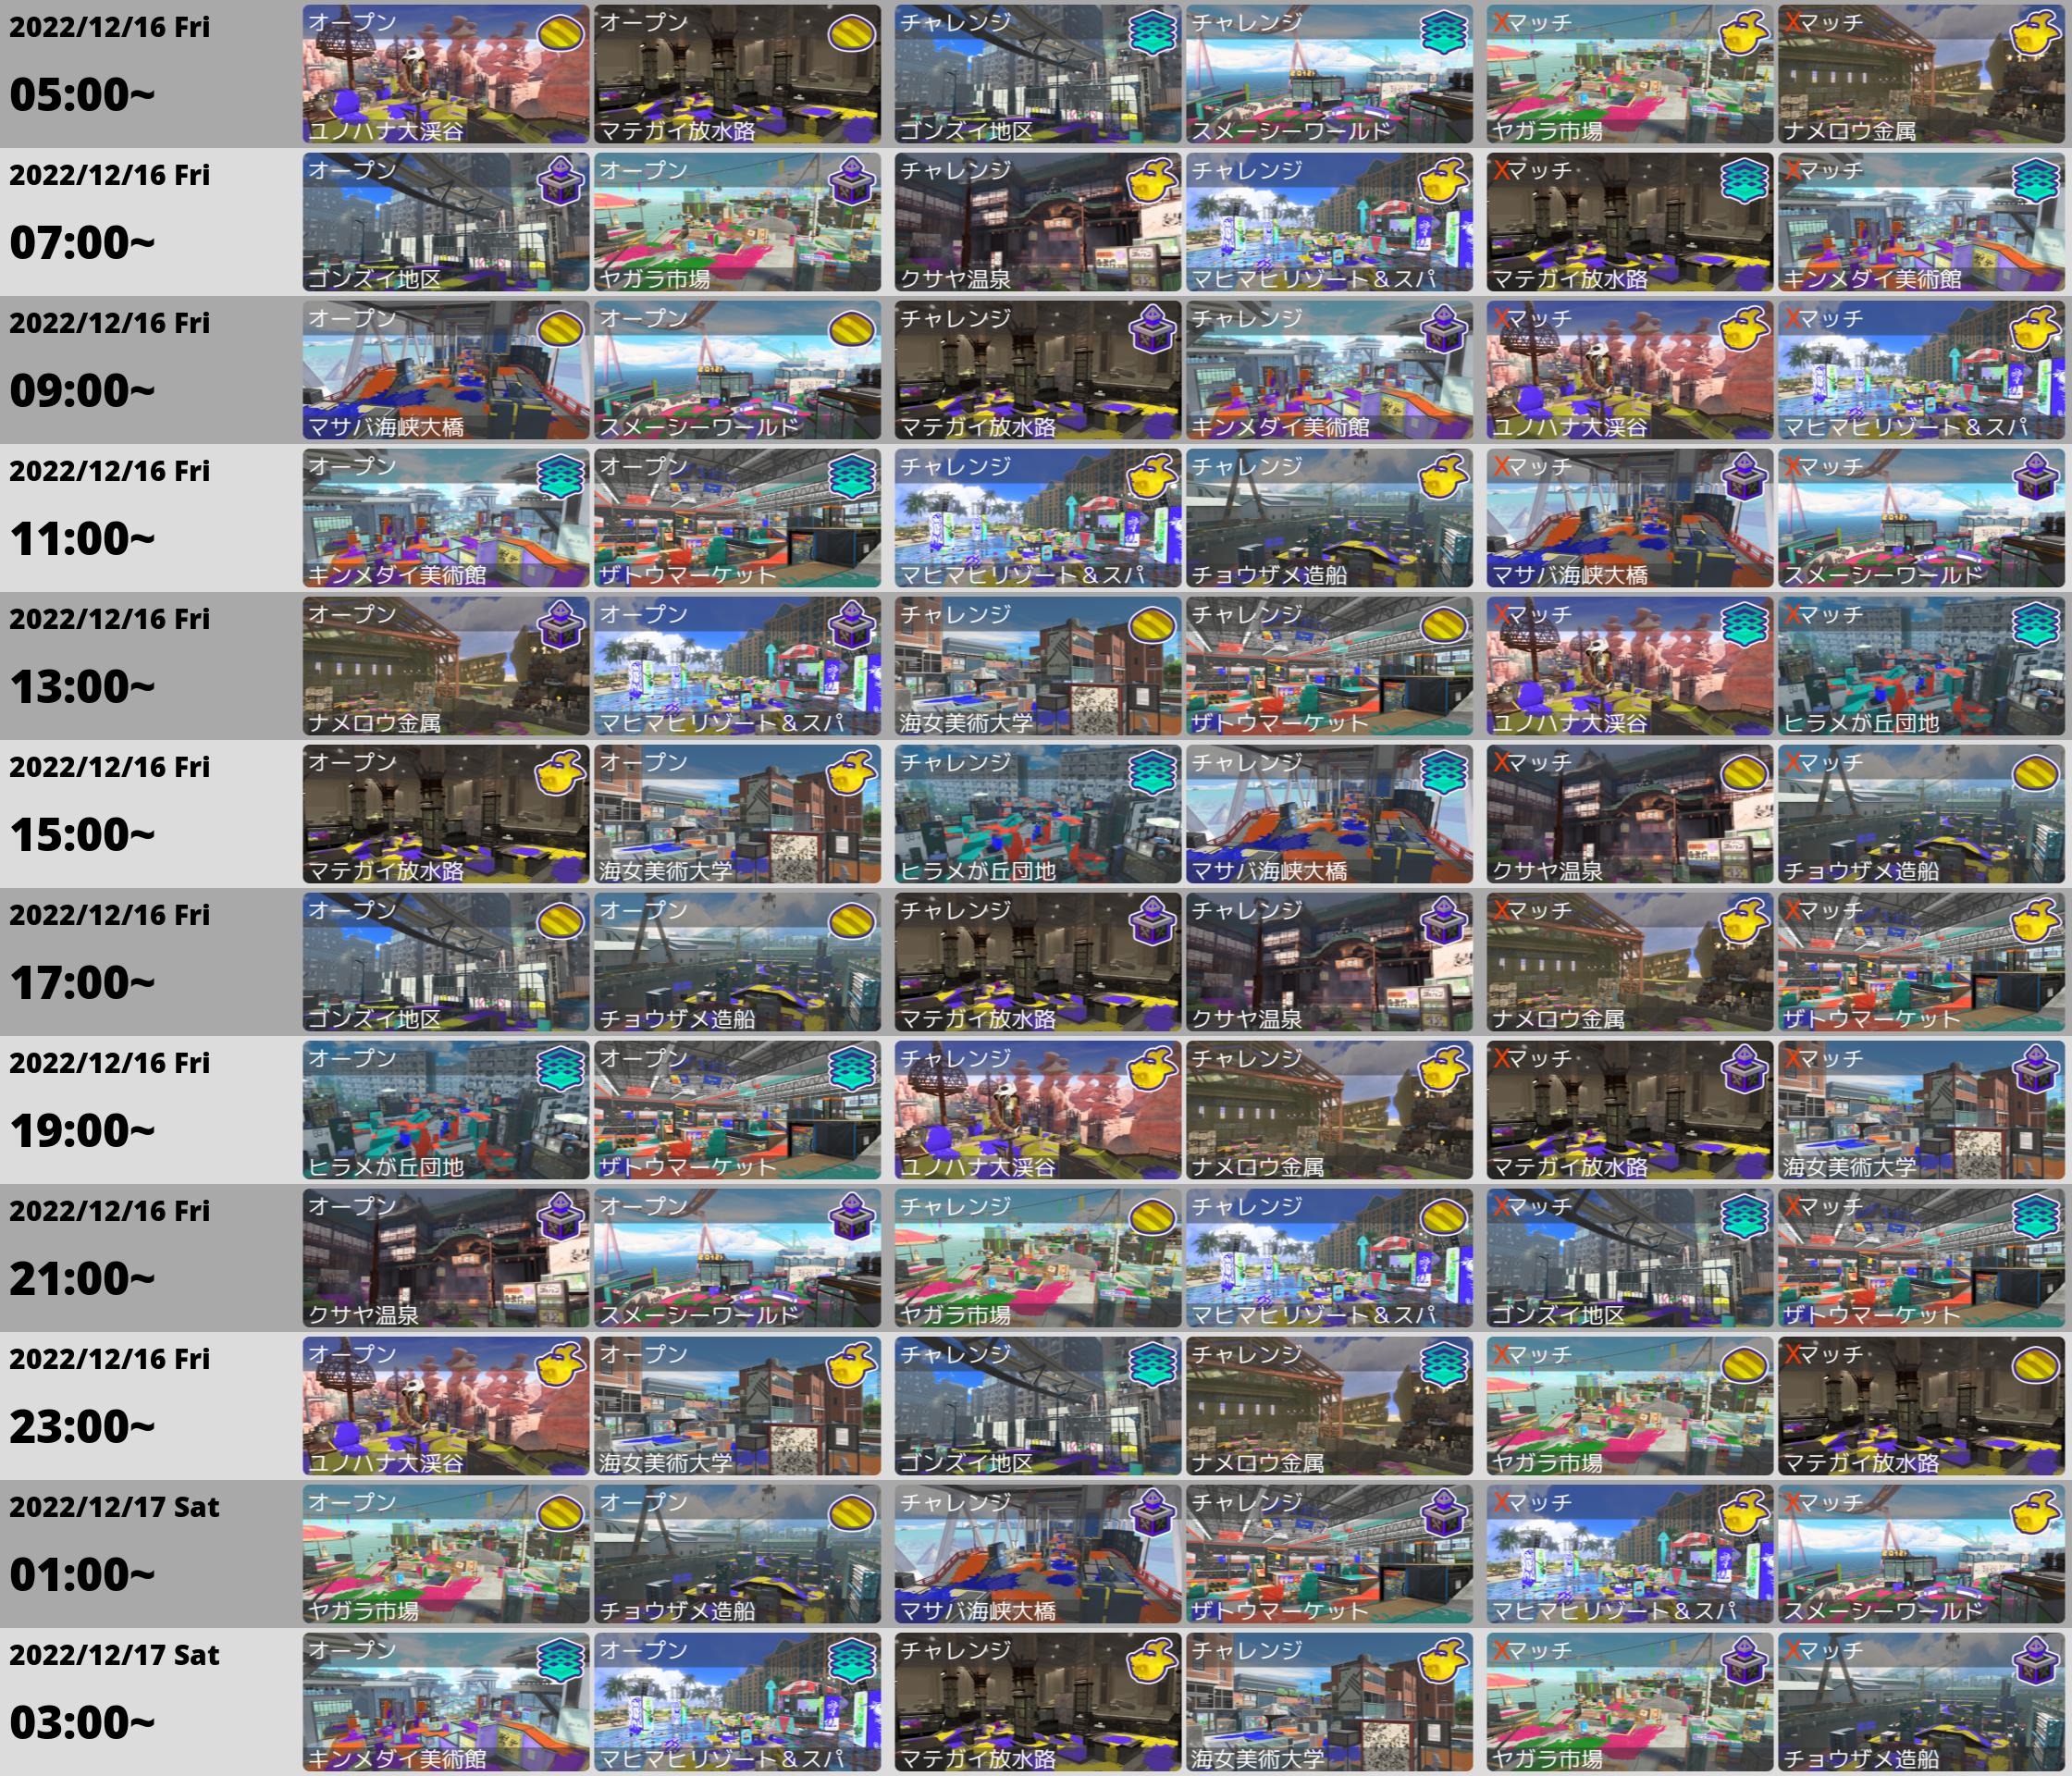 2022/12/16 Fri
05:00~
オープン オープン チャレンジ チャレンジ Xマッチ Xマッチ
ユノハナ大渓谷 マテガイ放水路 ゴンズイ地区 スメーシーワールド ヤガラ市場 ナメロウ金属
2022/12/16 Fri
07:00~
オープン オープン チャレンジ チャレンジ Xマッチ Xマッチ
ゴンズイ地区 ヤガラ市場 クサヤ温泉 マヒマヒリゾート＆スパ マテガイ放水路 キンメダイ美術館
2022/12/16 Fri
09:00~
オープン オープン チャレンジ チャレンジ Xマッチ Xマッチ
マサバ海峡大橋 スメーシーワールド マテガイ放水路 キンメダイ美術館 ユノハナ大渓谷 マヒマヒリゾート＆スパ
2022/12/16 Fri
11:00~
オープン オープン チャレンジ チャレンジ Xマッチ Xマッチ
キンメダイ美術館 ザトウマーケット マヒマヒリゾート＆スパ チョウザメ造船 マサバ海峡大橋 スメーシーワールド
2022/12/16 Fri
13:00~
オープン オープン チャレンジ チャレンジ Xマッチ Xマッチ
ナメロウ金属 マヒマヒリゾート＆スパ 海女美術大学 ザトウマーケット ユノハナ大渓谷 ヒラメが丘団地
2022/12/16 Fri
15:00~
オープン オープン チャレンジ チャレンジ Xマッチ Xマッチ
マテガイ放水路 海女美術大学 ヒラメが丘団地 マサバ海峡大橋 クサヤ温泉 チョウザメ造船
2022/12/16 Fri
17:00~
オープン オープン チャレンジ チャレンジ Xマッチ Xマッチ
ゴンズイ地区 チョウザメ造船 マテガイ放水路 クサヤ温泉 ナメロウ金属 ザトウマーケット
2022/12/16 Fri
19:00~
オープン オープン チャレンジ チャレンジ Xマッチ Xマッチ
ヒラメが丘団地 ザトウマーケット ユノハナ大渓谷 ナメロウ金属 マテガイ放水路 海女美術大学
2022/12/16 Fri
21:00~
オープン オープン チャレンジ チャレンジ Xマッチ Xマッチ
クサヤ温泉 スメーシーワールド ヤガラ市場 マヒマヒリゾート＆スパ ゴンズイ地区 ザトウマーケット
2022/12/16 Fri
23:00~
オープン オープン チャレンジ チャレンジ Xマッチ Xマッチ
ユノハナ大渓谷 海女美術大学 ゴンズイ地区 ナメロウ金属 ヤガラ市場 マテガイ放水路
2022/12/17 Sat
01:00~
オープン オープン チャレンジ チャレンジ Xマッチ Xマッチ
ヤガラ市場 チョウザメ造船 マサバ海峡大橋 ザトウマーケット マヒマヒリゾート＆スパ スメーシーワールド
2022/12/17 Sat
03:00~
オープン オープン チャレンジ チャレンジ Xマッチ Xマッチ
キンメダイ美術館 マヒマヒリゾート＆スパ マテガイ放水路 海女美術大学 ヤガラ市場 チョウザメ造船